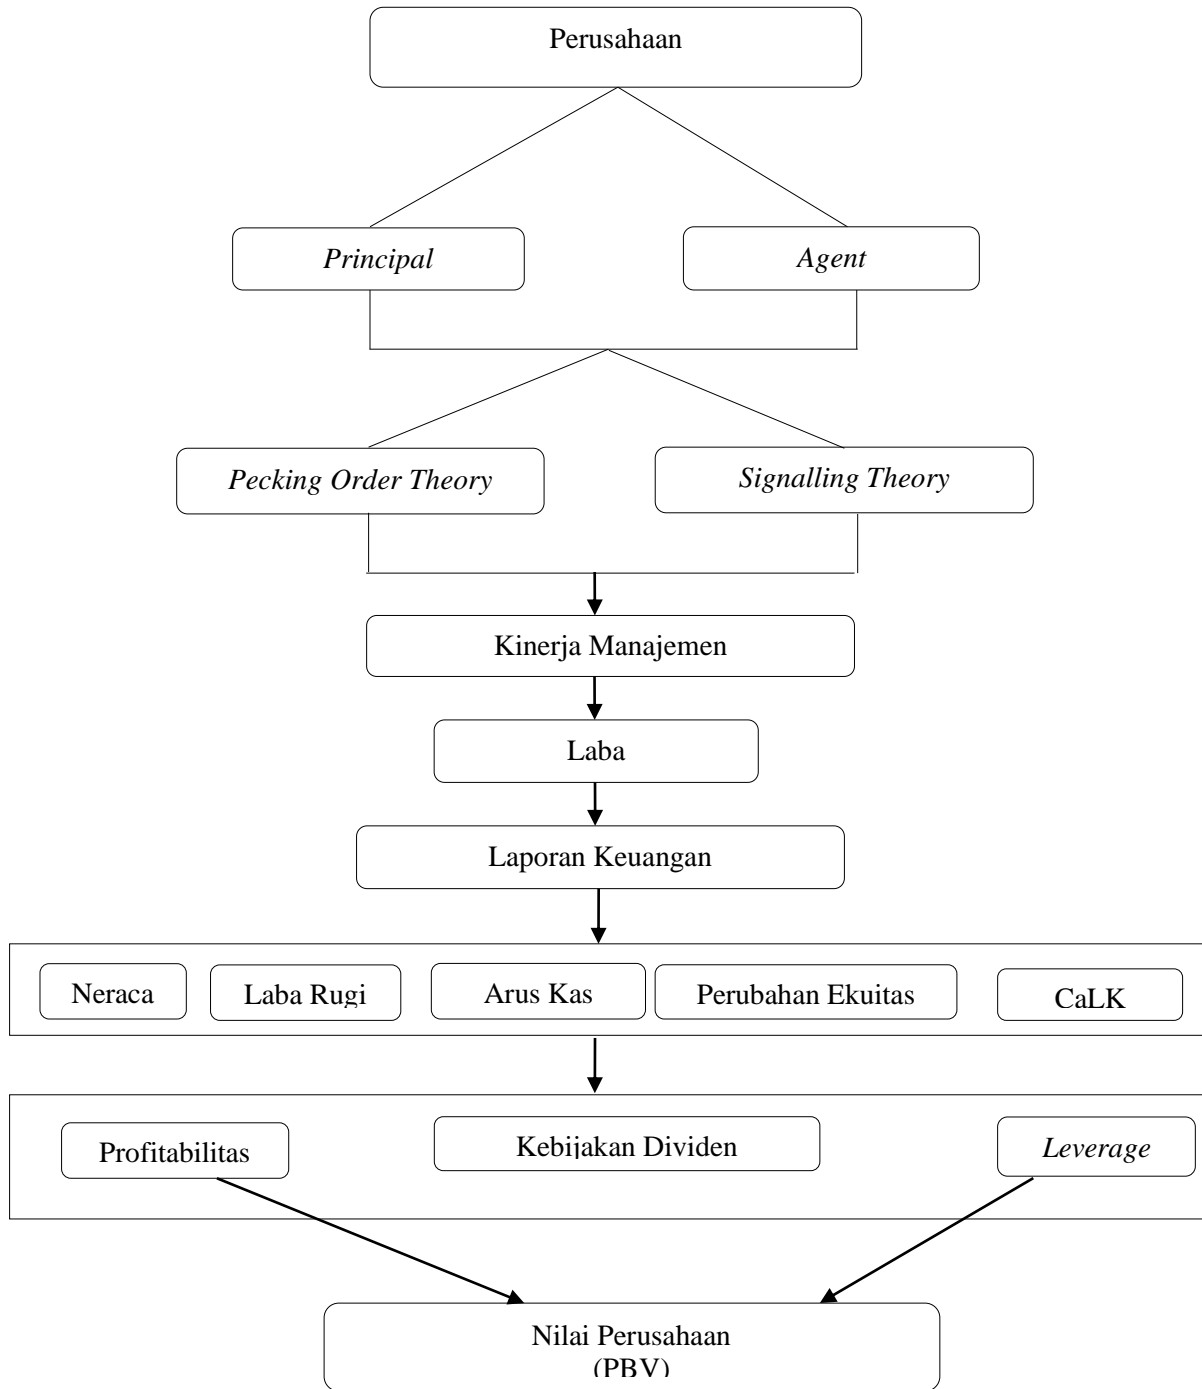 Perusahaan
Principal
Agent
Pecking Order Theory
Signalling Theory
Kinerja Manajemen
Laba
Laporan Keuangan
Neraca
Laba Rugi
Arus Kas
Perubahan Ekuitas
CaLK
Profitabilitas
Kebijakan Dividen
Leverage
Nilai Perusahaan
(PBV)